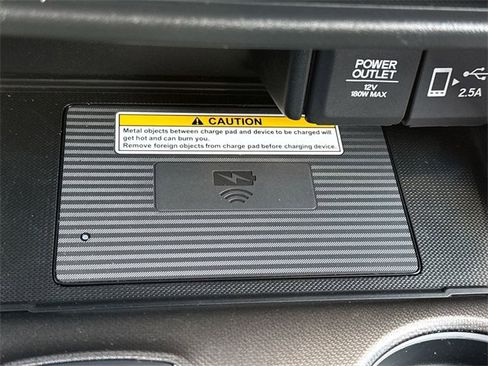 POWER
OUTLET
12V
180W MAX
2.5A
CAUTION
Metal objects between charge pad and device to be charged will
get hot and can burn you.
Remove foreign objects from charge pad before charging device.